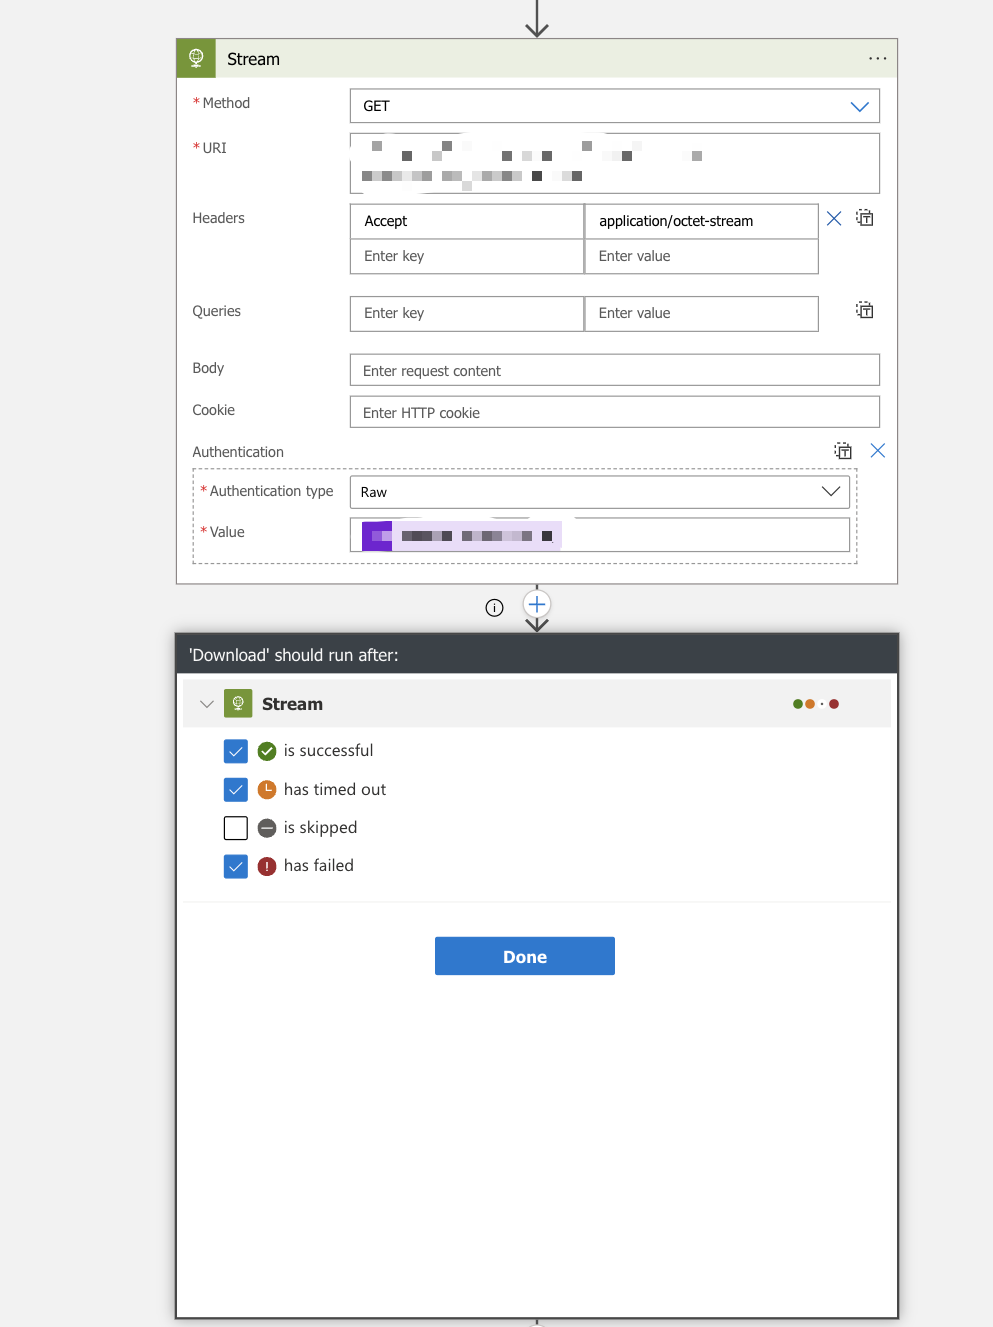 Stream
* Method
GET
* URI
Headers
Accept
application/octet-stream
Enter key
Enter value
Queries
Enter key
Enter value
Body
Enter request content
Cookie
Enter HTTP cookie
Authentication
* Authentication type
Raw
* Value
'Download' should run after:
Stream
is successful
has timed out
is skipped
has failed
Done